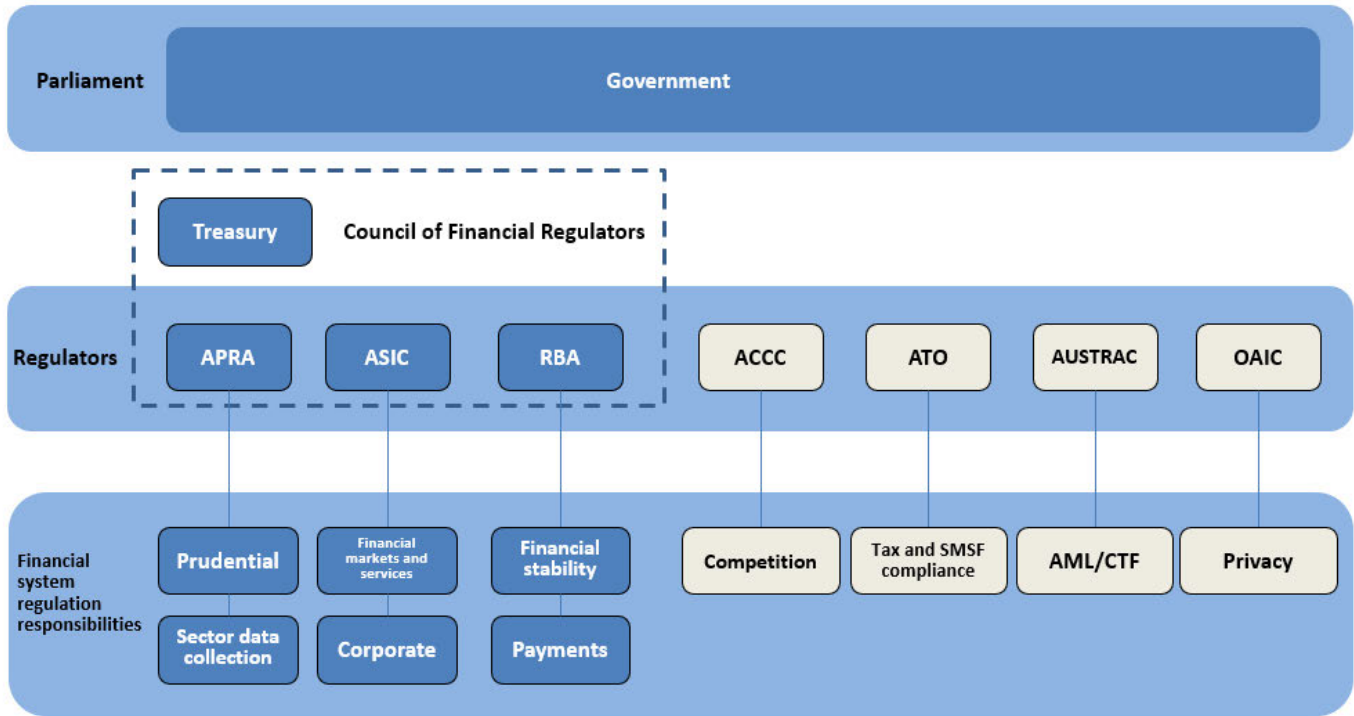 Parliament
Government
Treasury
Council of Financial Regulators
Regulators
APRA
ASIC
RBA
ACCC
ATO
AUSTRAC
OAIC
Financial
system
regulation
responsibilities
Prudential
Financial
markets and
services
Financial
stability
Competition
Tax and SMSF
compliance
AML/CTF
Privacy
Sector data
collection
Corporate
Payments